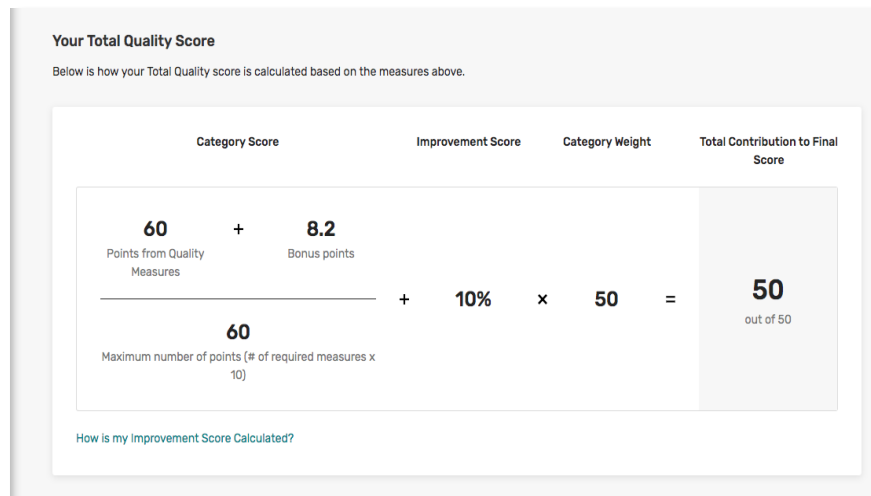 Your Total Quality Score
Below is how your Total Quality score is calculated based on the measures above.
Category Score
Improvement Score
Category Weight
Total Contribution to Final
Score
60
+
8.2
Points from Quality
Measures
Bonus points
60
Maximum number of points (# of required measures x
10)
+
10%
×
50
=
50
out of 50
How is my Improvement Score Calculated?